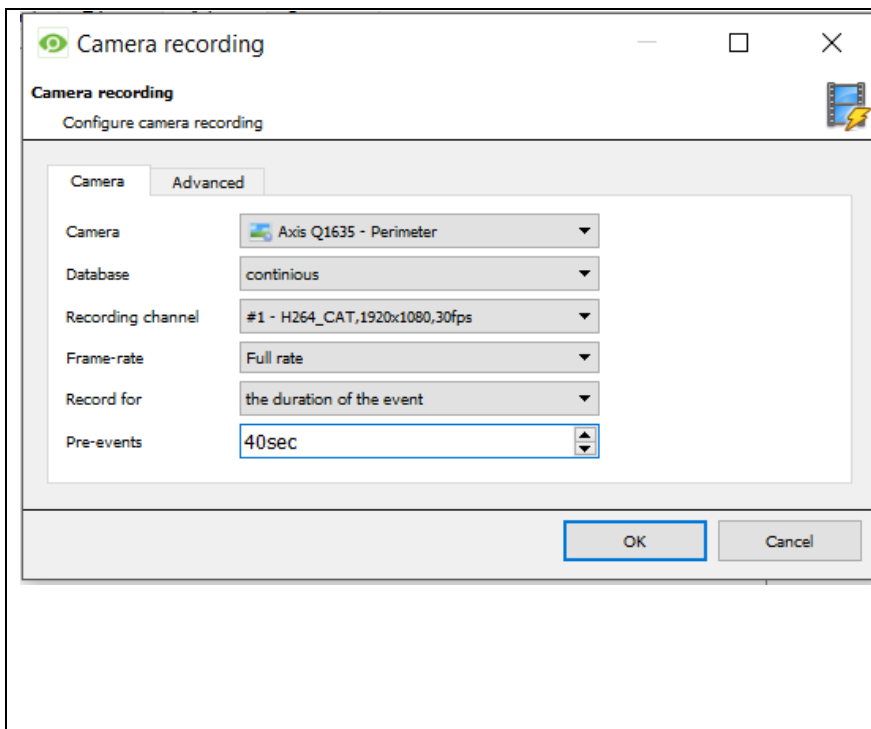 Camera recording
Camera recording
Configure camera recording
Camera Advanced
Camera Axis Q1635 - Perimeter
Database continious
Recording channel #1 - H264_CAT,1920x1080,30fps
Frame-rate Full rate
Record for the duration of the event
Pre-events 40sec
OK Cancel